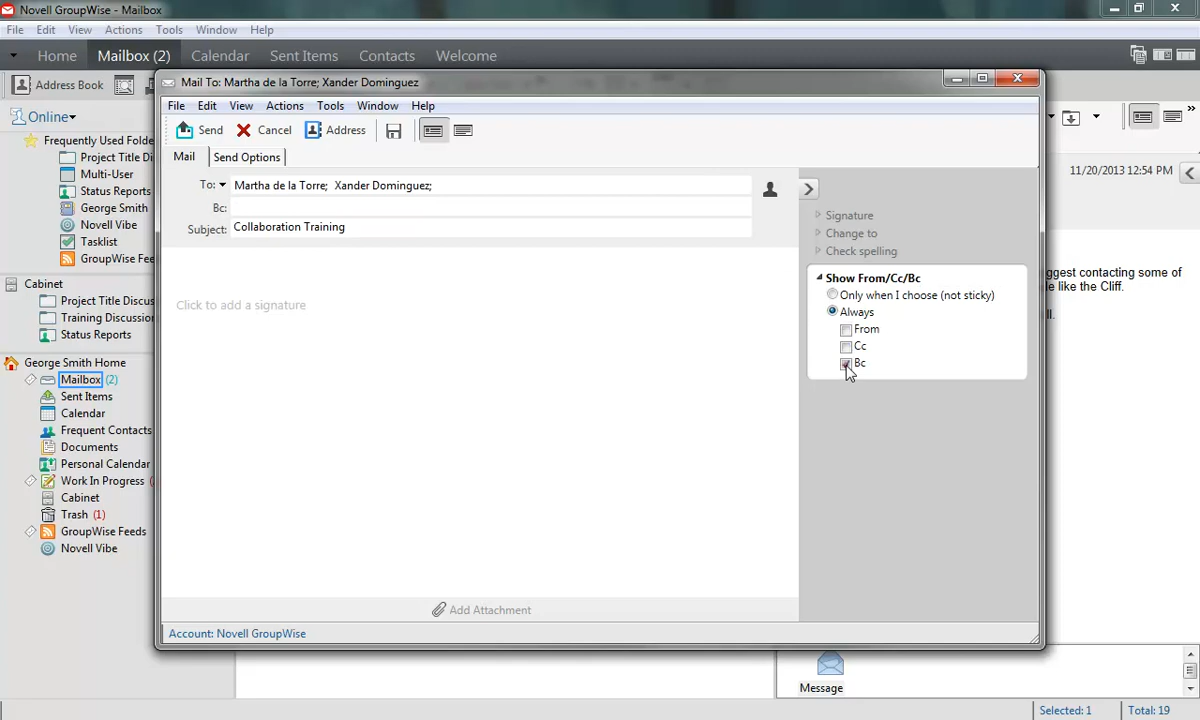 Novell GroupWise - Mailbox
File Edit View Actions Tools Window Help
Home Mailbox (2) Calendar Sent Items Contacts Welcome
Address Book
Online
Frequently Used Folde
Project Title Di
Multi-User
Status Reports
George Smith
Novell Vibe
Tasklist
GroupWise Fee
Cabinet
Project Title Discus
Training Discussion
Status Reports
George Smith Home
Mailbox (2)
Sent Items
Calendar
Frequent Contacts
Documents
Personal Calendar
Work In Progress
Cabinet
Trash (1)
GroupWise Feeds
Novell Vibe
Mail To: Martha de la Torre; Xander Dominguez
File Edit View Actions Tools Window Help
Send Cancel Address
Mail Send Options
To: Martha de la Torre; Xander Dominguez;
Bc:
Subject: Collaboration Training
Click to add a signature
Add Attachment
Account: Novell GroupWise
Signature
Change to
Check spelling
Show From/Cc/Bc
Only when I choose (not sticky)
Always
From
Cc
Bc
11/20/2013 12:54 PM
ggest contacting some of
le like the Cliff.
ll.
Message
Selected: 1 Total: 19